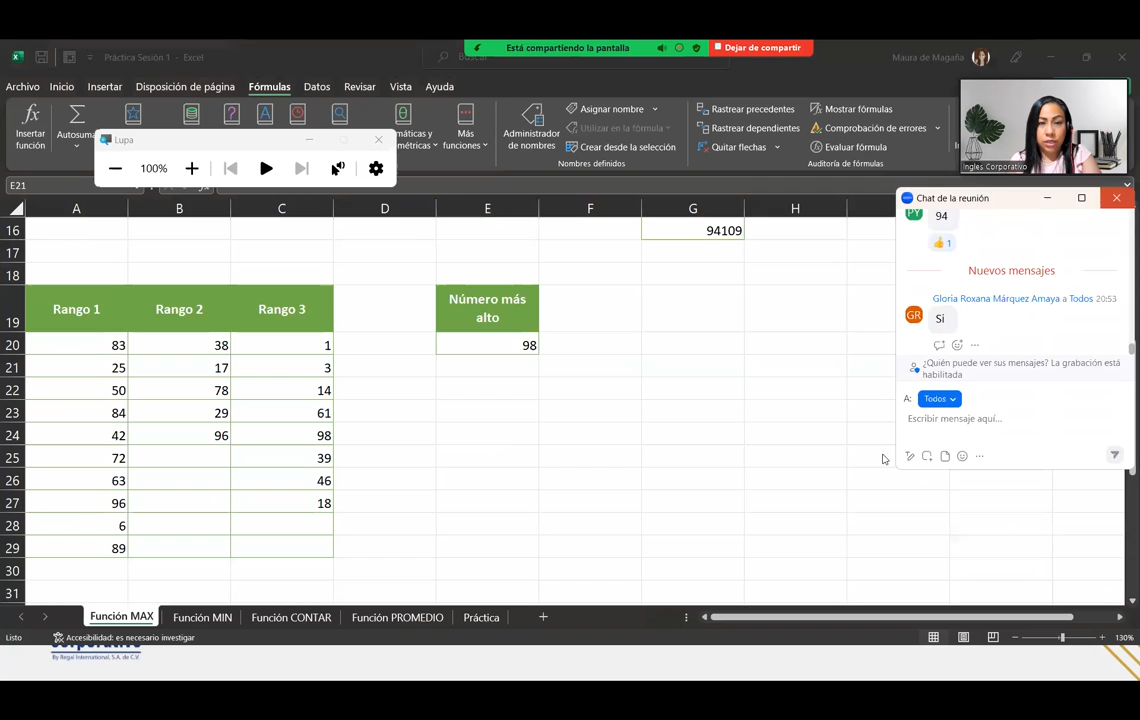 Está compartiendo la pantalla
Dejar de compartir
Práctica Sesión 1 - Excel
Buscar
Maura de Magaña
Archivo Inicio Insertar Disposición de página Fórmulas Datos Revisar Vista Ayuda
Insertar función
Autosuma
Más funciones
Administrador de nombres
Asignar nombre
Utilizar en la fórmula
Crear desde la selección
Nombres definidos
Rastrear precedentes
Rastrear dependientes
Quitar flechas
Mostrar fórmulas
Comprobación de errores
Evaluar fórmula
Auditoría de fórmulas
Lupa
100%
Ingles Corporativo
E21
A B C D E F G H
16 94109
17
18
19 Rango 1 Rango 2 Rango 3 Número más alto
20 83 38 1 98
21 25 17 3
22 50 78 14
23 84 29 61
24 42 96 98
25 72 39
26 63 46
27 96 18
28 6
29 89
30
31
Chat de la reunión
PY 94
👍 1
Nuevos mensajes
Gloria Roxana Márquez Amaya a Todos 20:53
GR Si
¿Quién puede ver sus mensajes? La grabación está
habilitada
A: Todos
Escribir mensaje aquí...
Función MAX Función MIN Función CONTAR Función PROMEDIO Práctica
Listo Accesibilidad: es necesario investigar
130%
By Regal International, S.A. de C.V.